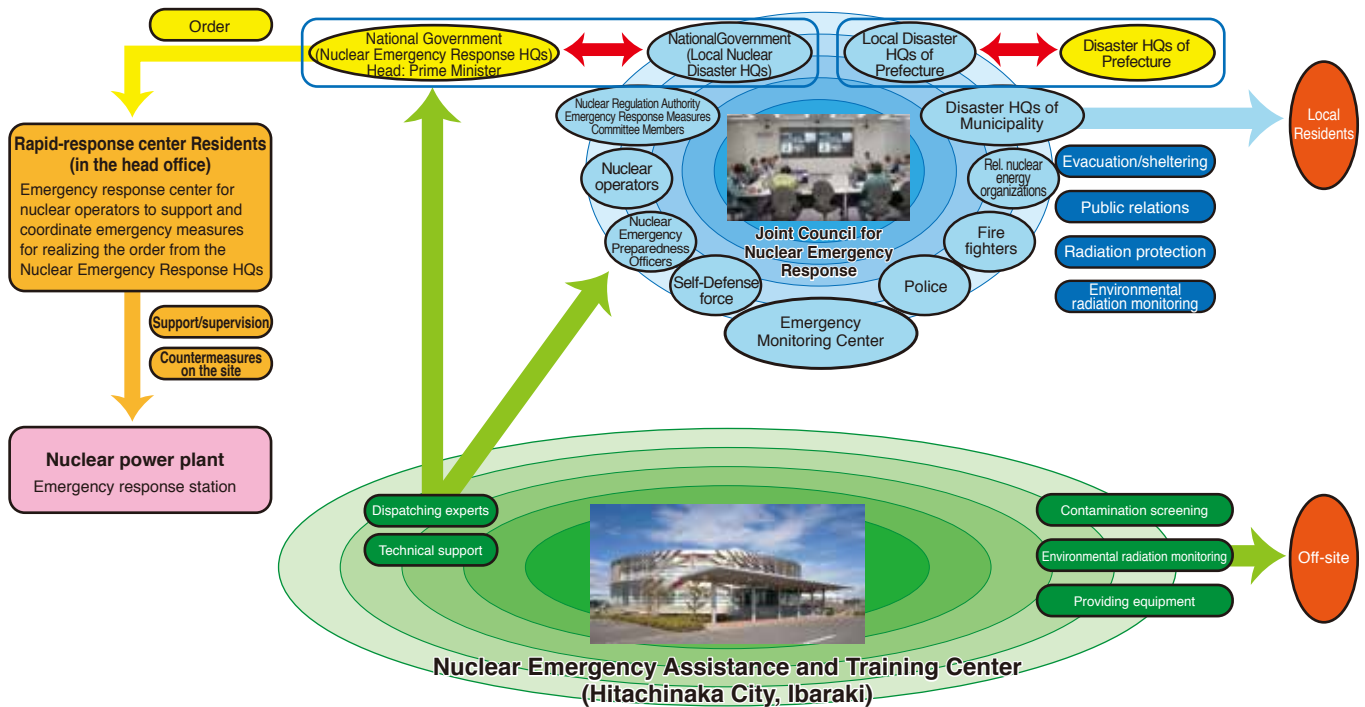 Order
National Government
(Nuclear Emergency Response HQs)
Head: Prime Minister
NationalGovernment
(Local Nuclear
Disaster HQs)
Local Disaster
HQs of
Prefecture
Disaster HQs of
Prefecture
Nuclear Regulation Authority
Emergency Response Measures
Committee Members
Disaster HQs of
Municipality
Local
Residents
Rapid-response center Residents
(in the head office)
Emergency response center for
nuclear operators to support and
coordinate emergency measures
for realizing the order from the
Nuclear Emergency Response HQs
Nuclear
operators
Rel. nuclear
energy
organizations
Evacuation/sheltering
Public relations
Radiation protection
Environmental
radiation monitoring
Nuclear
Emergency
Preparedness
Officers
Joint Council for
Nuclear Emergency
Response
Fire
fighters
Self-Defense
force
Police
Emergency
Monitoring Center
Support/supervision
Countermeasures
on the site
Nuclear power plant
Emergency response station
Dispatching experts
Technical support
Contamination screening
Environmental radiation monitoring
Providing equipment
Off-site
Nuclear Emergency Assistance and Training Center
(Hitachinaka City, Ibaraki)